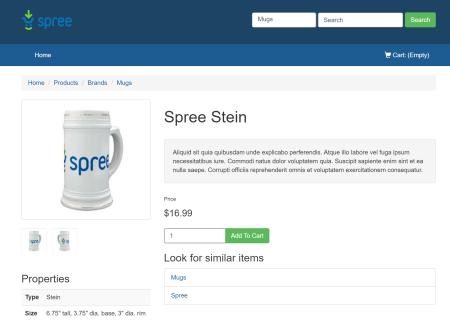 spree
Mugs
Search
Search
Home
Cart: (Empty)
Home / Products / Brands / Mugs
spree
Spree Stein
Aliquid sit quia quibusdam unde explicabo perferendis. Atque illo labore vel fuga ipsum
necessitatibus iure. Commodi natus dolor voluptatem quia. Suscipit sapiente enim sint et ea
nulla saepe. Corrupti officiis reprehenderit omnis et voluptatem exercitationem consequatur.
Price
$16.99
1
Add To Cart
Look for similar items
Mugs
Spree
Properties
Type Stein
Size 6.75" tall, 3.75" dia. base, 3" dia. rim